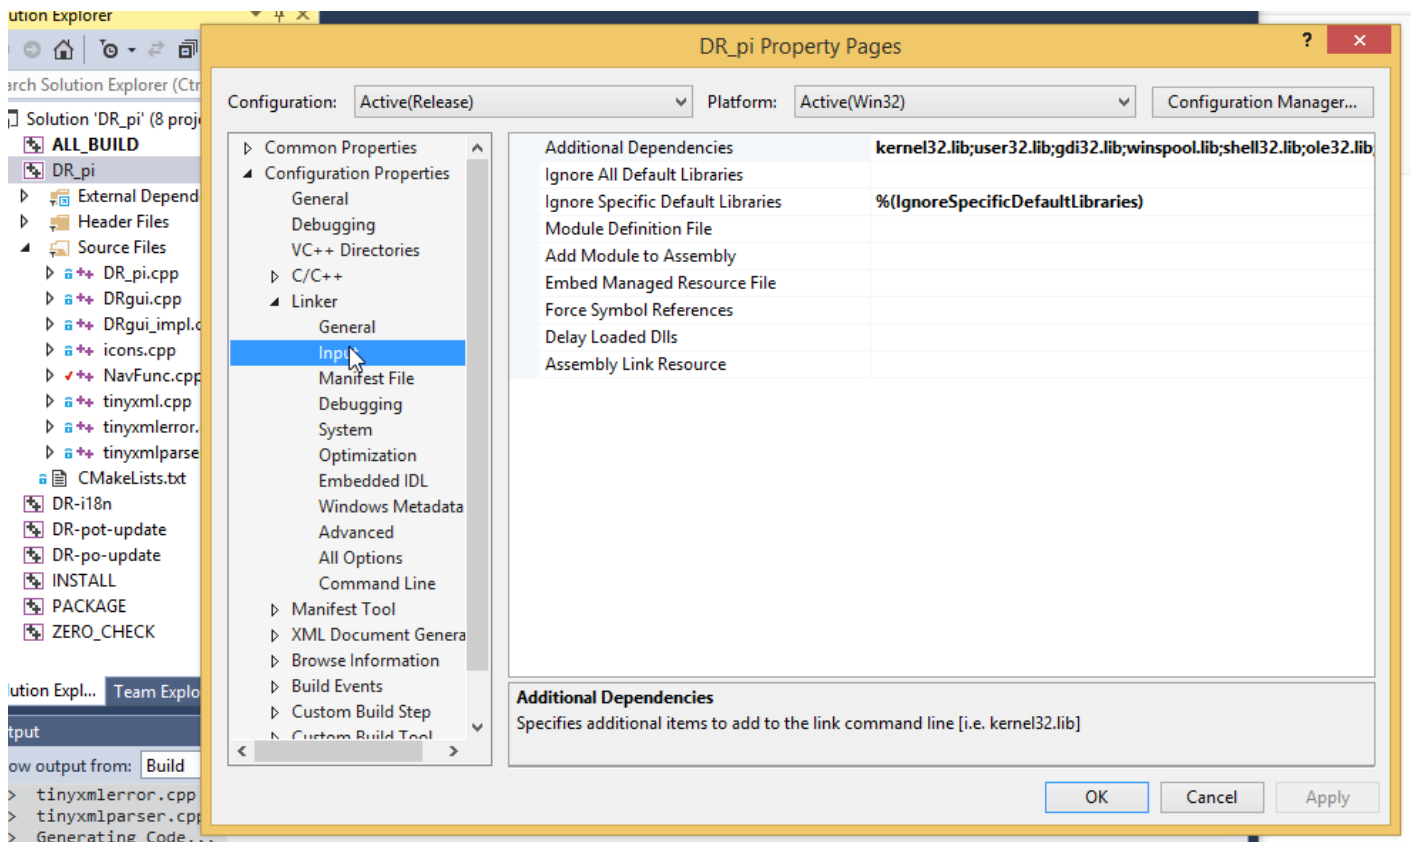 ution Explorer
DR_pi Property Pages
?
arch Solution Explorer (Ctr
Configuration: Active(Release) Platform: Active(Win32) Configuration Manager...
Solution 'DR_pi' (8 proje
ALL_BUILD
DR_pi
External Depend
Header Files
Source Files
DR_pi.cpp
DRgui.cpp
DRgui_impl.c
icons.cpp
NavFunc.cpp
tinyxml.cpp
tinyxmlerror.
tinyxmlparse
CMakeLists.txt
DR-i18n
DR-pot-update
DR-po-update
INSTALL
PACKAGE
ZERO_CHECK
lution Expl... Team Explo
Common Properties
Configuration Properties
General
Debugging
VC++ Directories
C/C++
Linker
General
Input
Manifest File
Debugging
System
Optimization
Embedded IDL
Windows Metadata
Advanced
All Options
Command Line
Manifest Tool
XML Document Genera
Browse Information
Build Events
Custom Build Step
Custom Build Tool
Additional Dependencies kernel32.lib;user32.lib;gdi32.lib;winspool.lib;shell32.lib;ole32.lib;
Ignore All Default Libraries
Ignore Specific Default Libraries %(IgnoreSpecificDefaultLibraries)
Module Definition File
Add Module to Assembly
Embed Managed Resource File
Force Symbol References
Delay Loaded Dlls
Assembly Link Resource
Additional Dependencies
Specifies additional items to add to the link command line [i.e. kernel32.lib]
OK Cancel Apply
tput
ow output from: Build
> tinyxmlerror.cpp
> tinyxmlparser.cpp
> Generating Code...